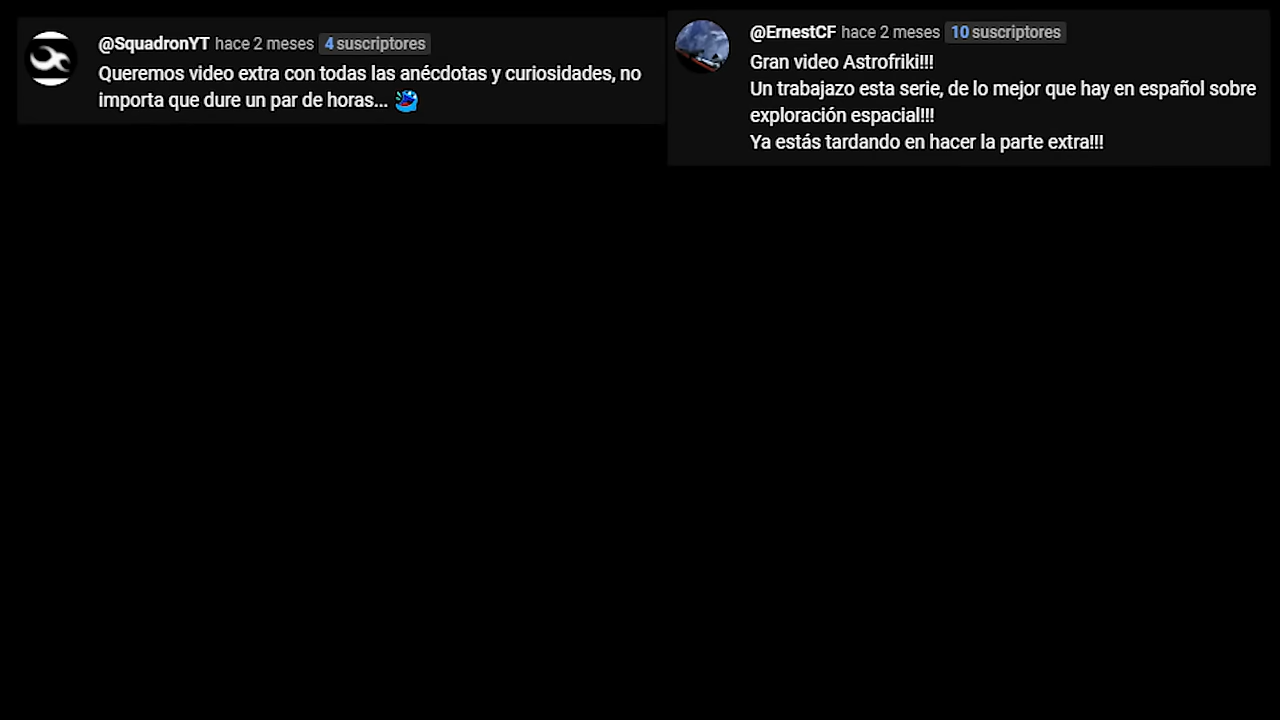 @SquadronYT hace 2 meses 4 suscriptores
Queremos video extra con todas las anécdotas y curiosidades, no
importa que dure un par de horas...
@ErnestCF hace 2 meses 10 suscriptores
Gran video Astrofriki!!!
Un trabajazo esta serie, de lo mejor que hay en español sobre
exploración espacial!!!
Ya estás tardando en hacer la parte extra!!!